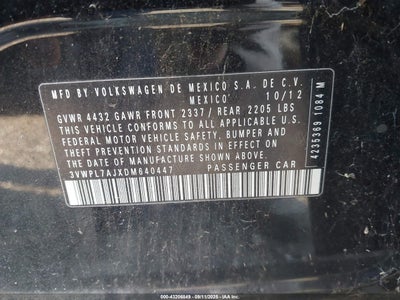 MFD BY VOLKSWAGEN DE MEXICO S.A. DE C.V.
MEXICO 10/12
GVWR 4432 GAWR FRONT 2337/ REAR 2205 LBS
THIS VEHICLE CONFORMS TO ALL APPLICABLE U.S.
FEDERAL MOTOR VEHICLE SAFETY, BUMPER AND
THEFT PREVENTION STANDARDS IN EFFECT ON
THE DATE OF MANUFACTURE SHOWN ABOVE.
3VWPL7AJXDM640447 PASSENGER CAR
4235369 1084 M
500 - 43206849 - 09/11/2025 - IAA Inc.